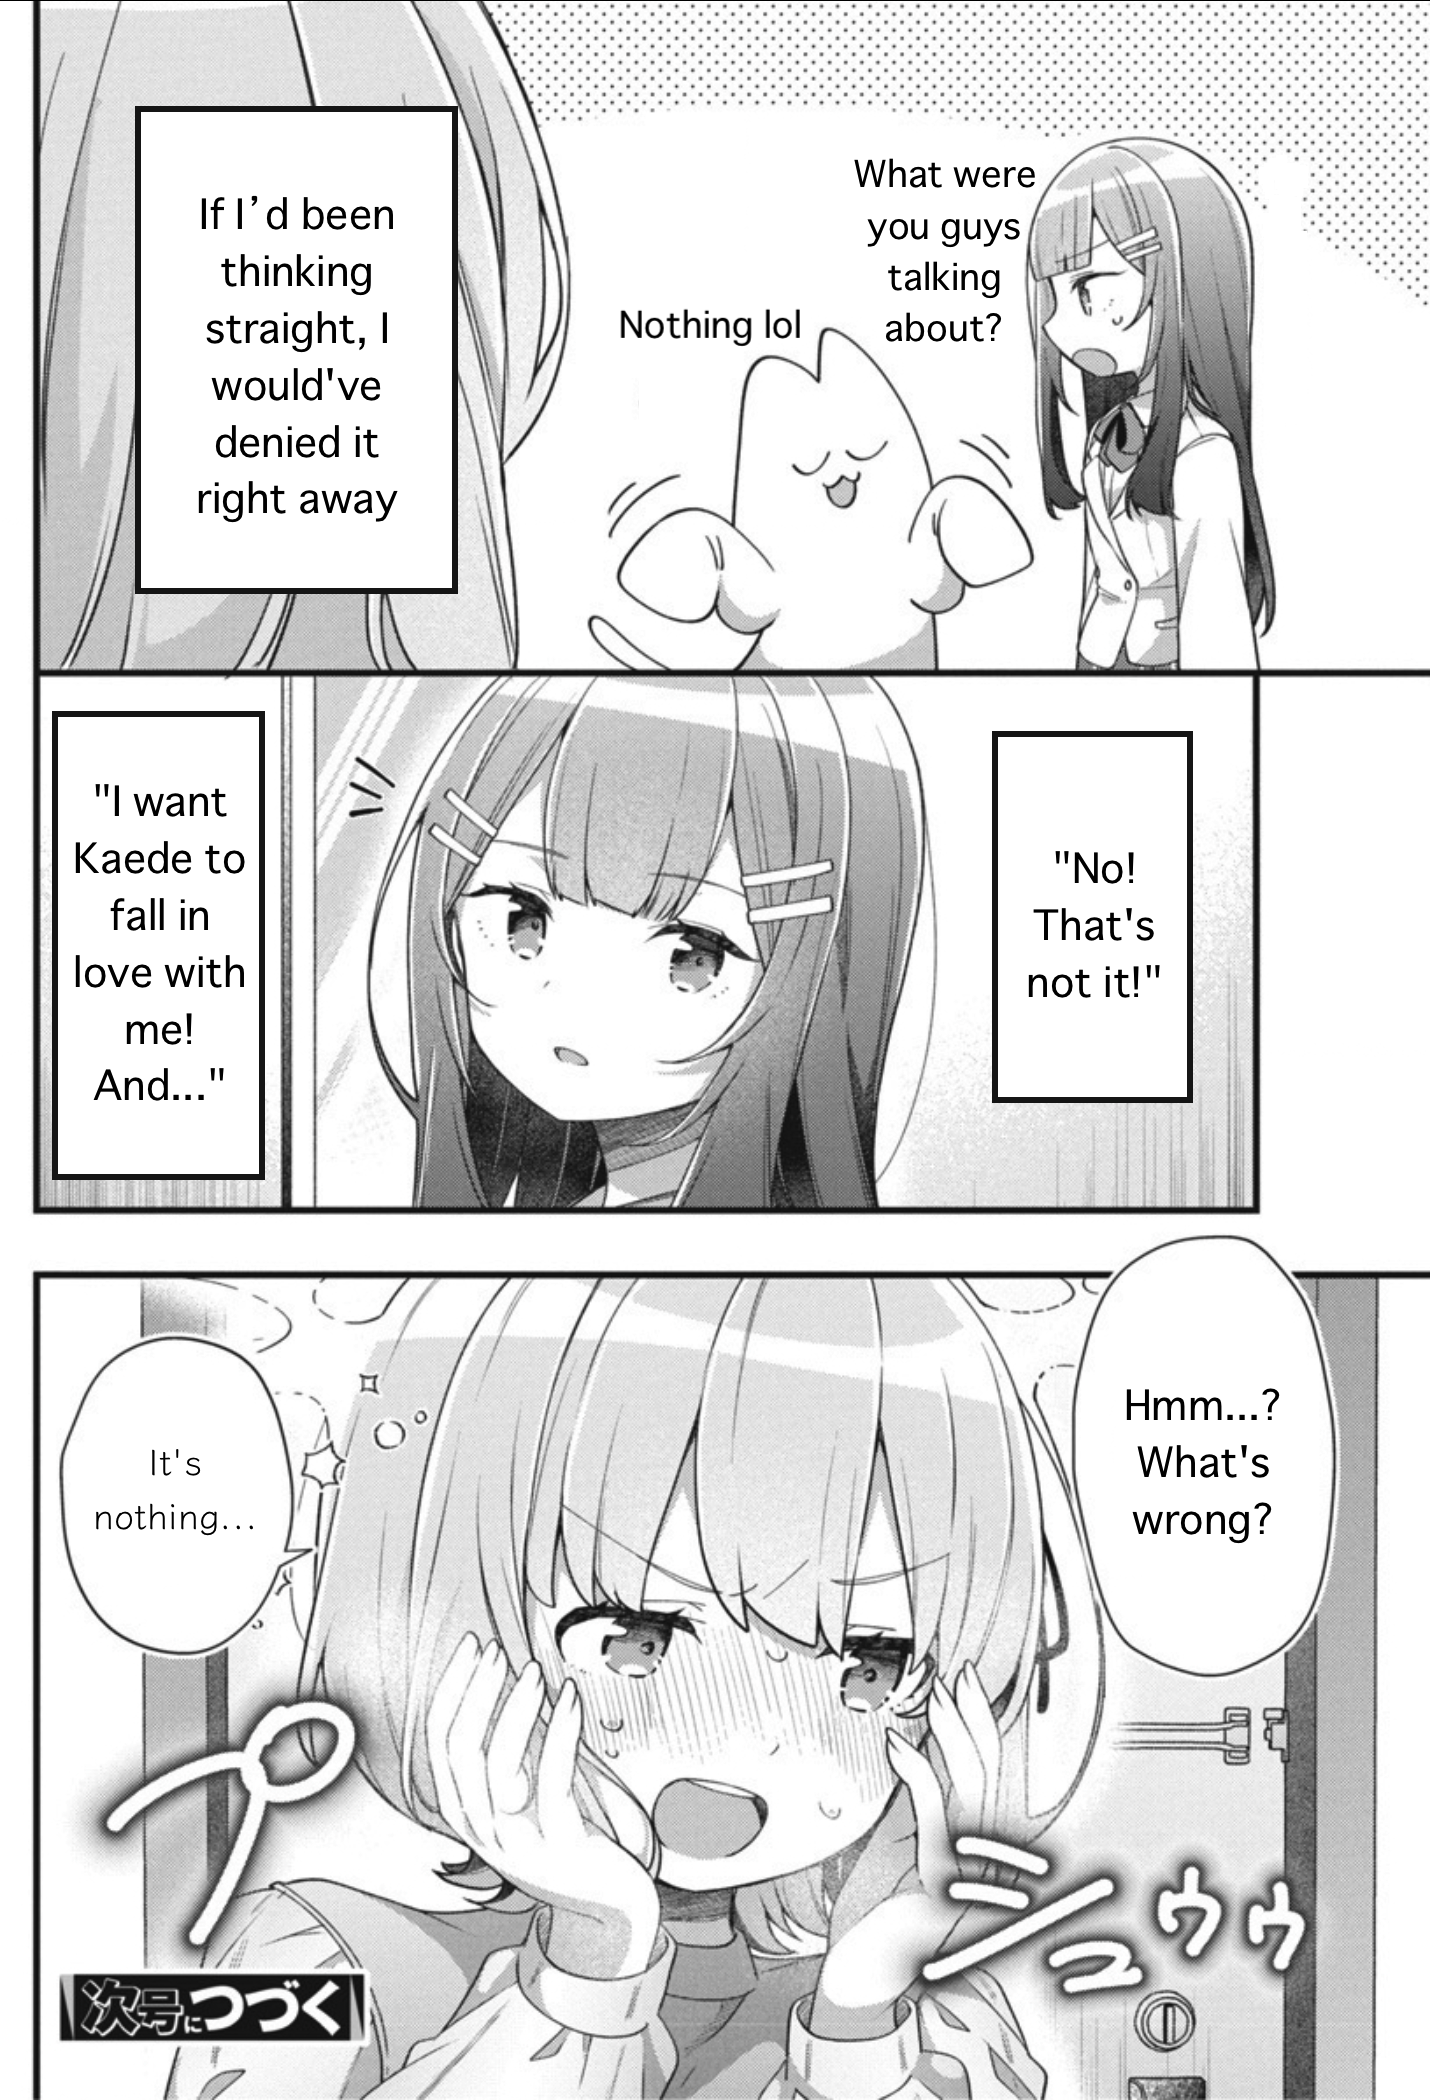 What were
you guys
talking
about?
Nothing lol
If I’d been
thinking
straight, I
would've
denied it
right away
"No!
That's
not it!"
"I want
Kaede to
fall in
love with
me!
And..."
Hmm...?
What's
wrong?
It's
nothing...
プシュゥゥ
次号につづく